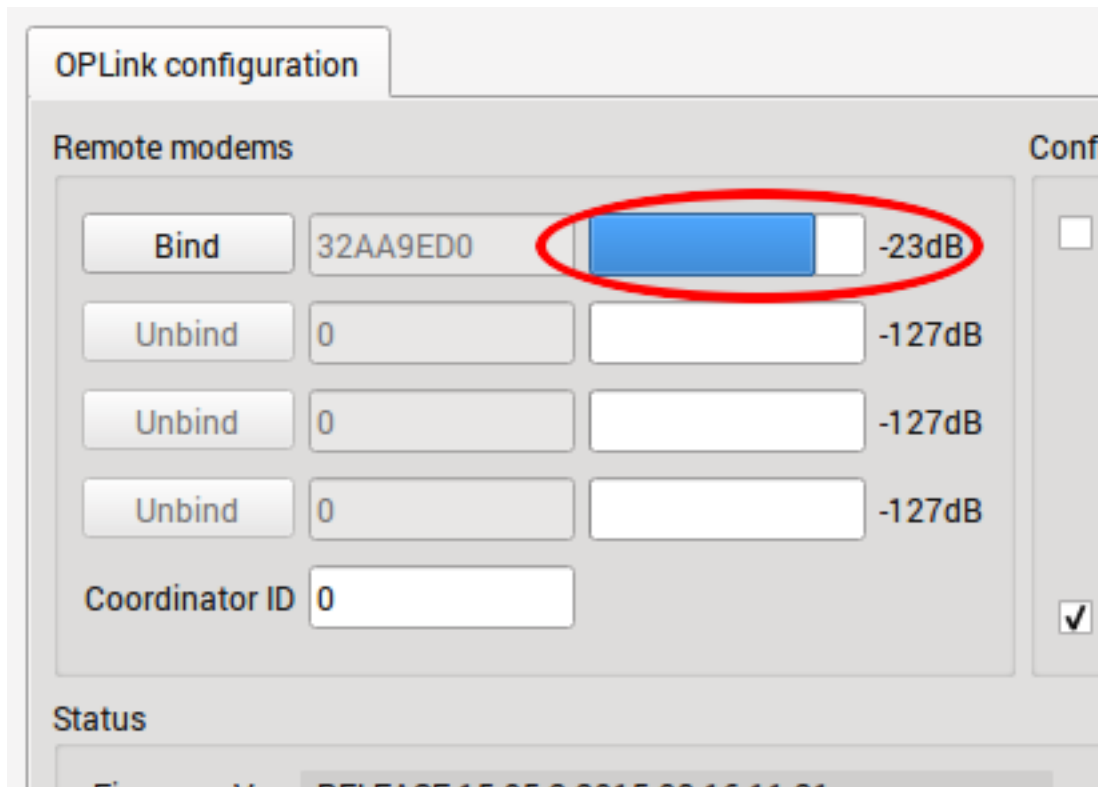 OPLink configuration
Remote modems
Conf
Bind 32AA9ED0 -23dB
Unbind 0 -127dB
Unbind 0 -127dB
Unbind 0 -127dB
Coordinator ID 0
Status